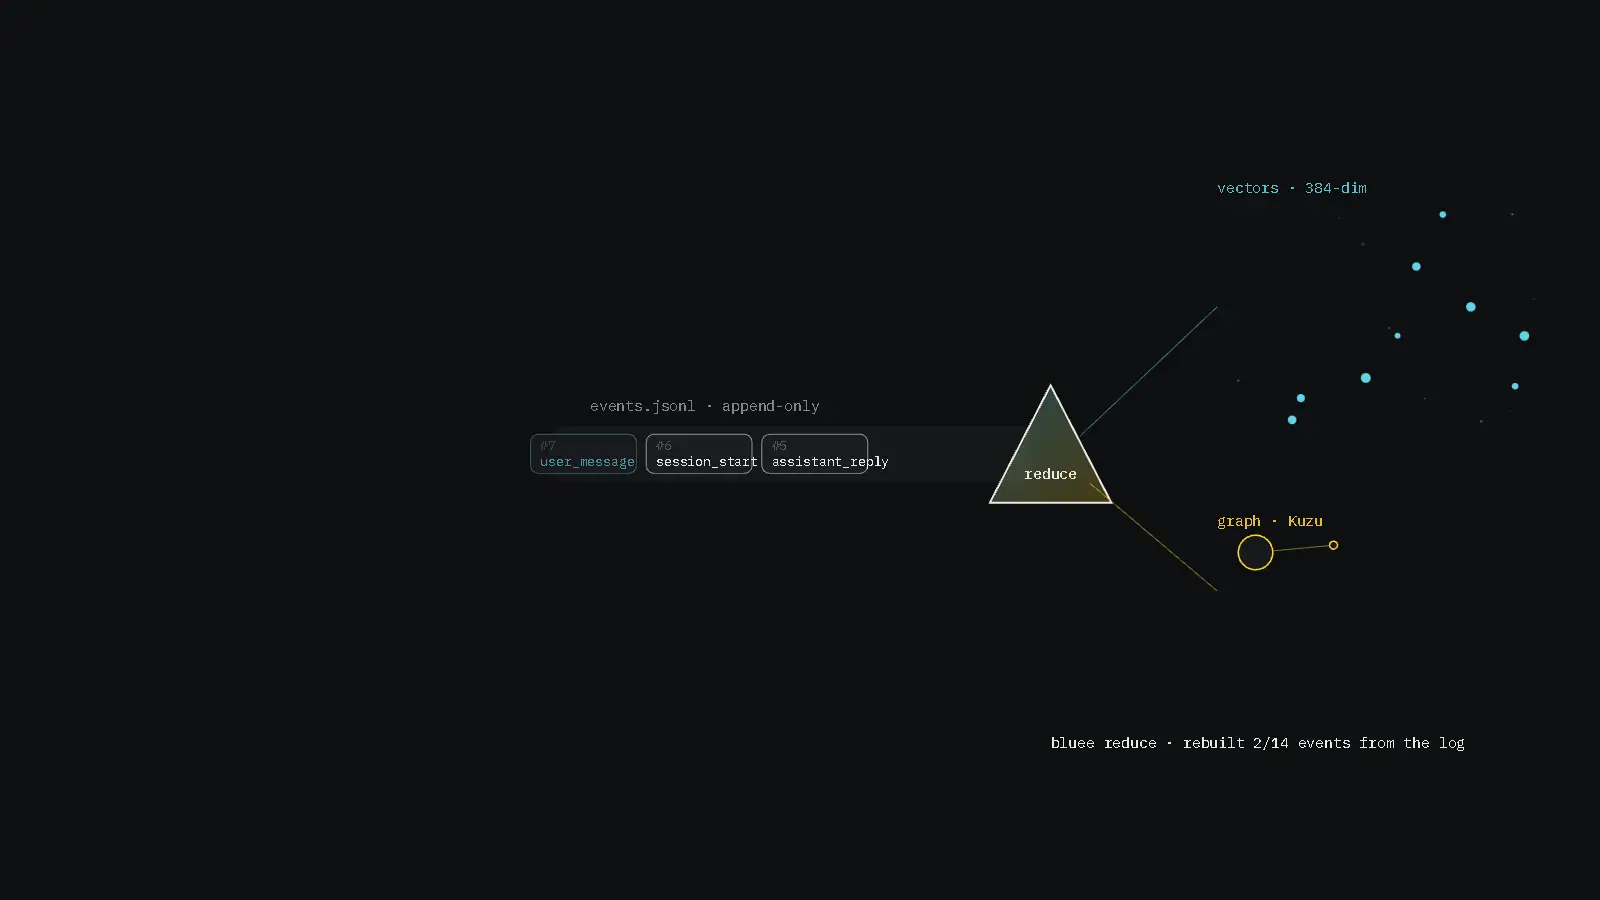 vectors · 384-dim
events.jsonl · append-only
#7
user_message
#6
session_start
#5
assistant_reply
reduce
graph · Kuzu
bluee reduce · rebuilt 2/14 events from the log